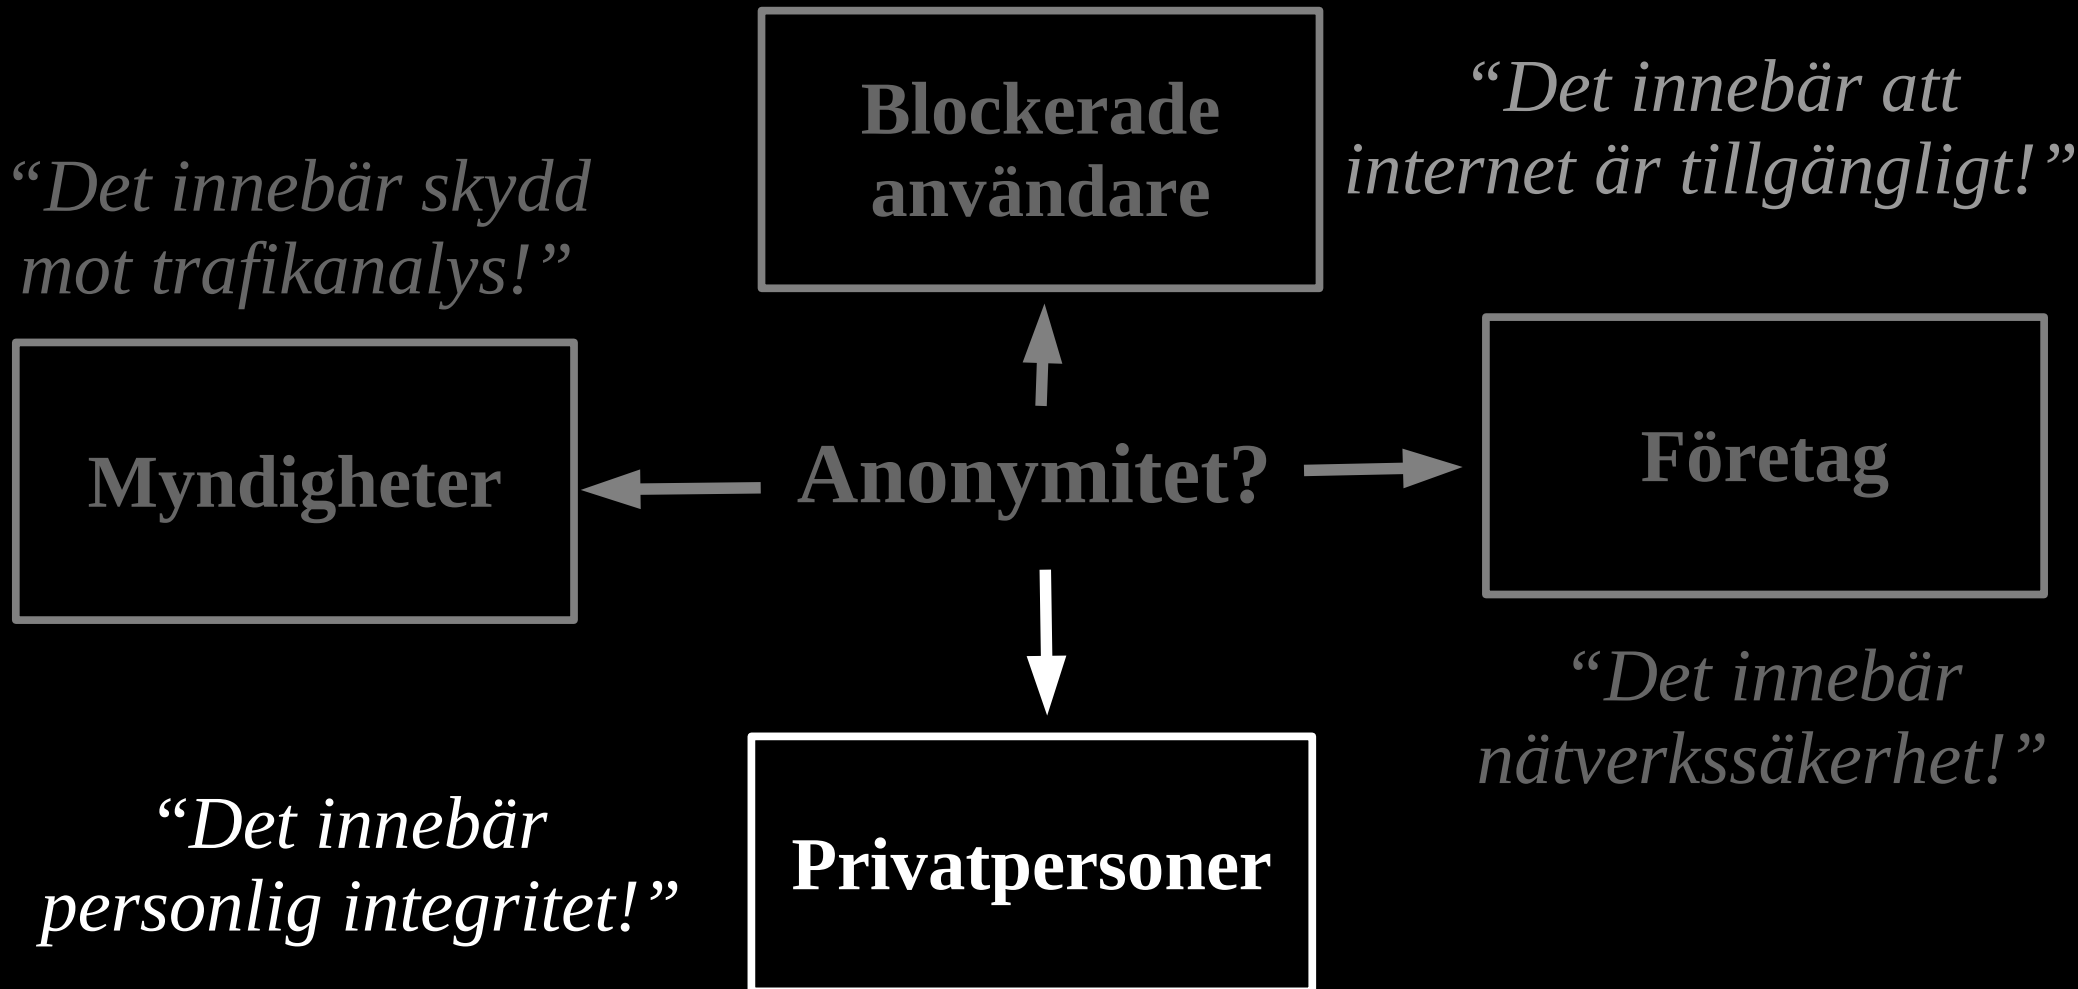 Blockerade
användare
“Det innebär att
internet är tillgängligt!”
“Det innebär skydd
mot trafikanalys!”
Myndigheter
Anonymitet?
Företag
“Det innebär
nätverkssäkerhet!”
“Det innebär
personlig integritet!”
Privatpersoner